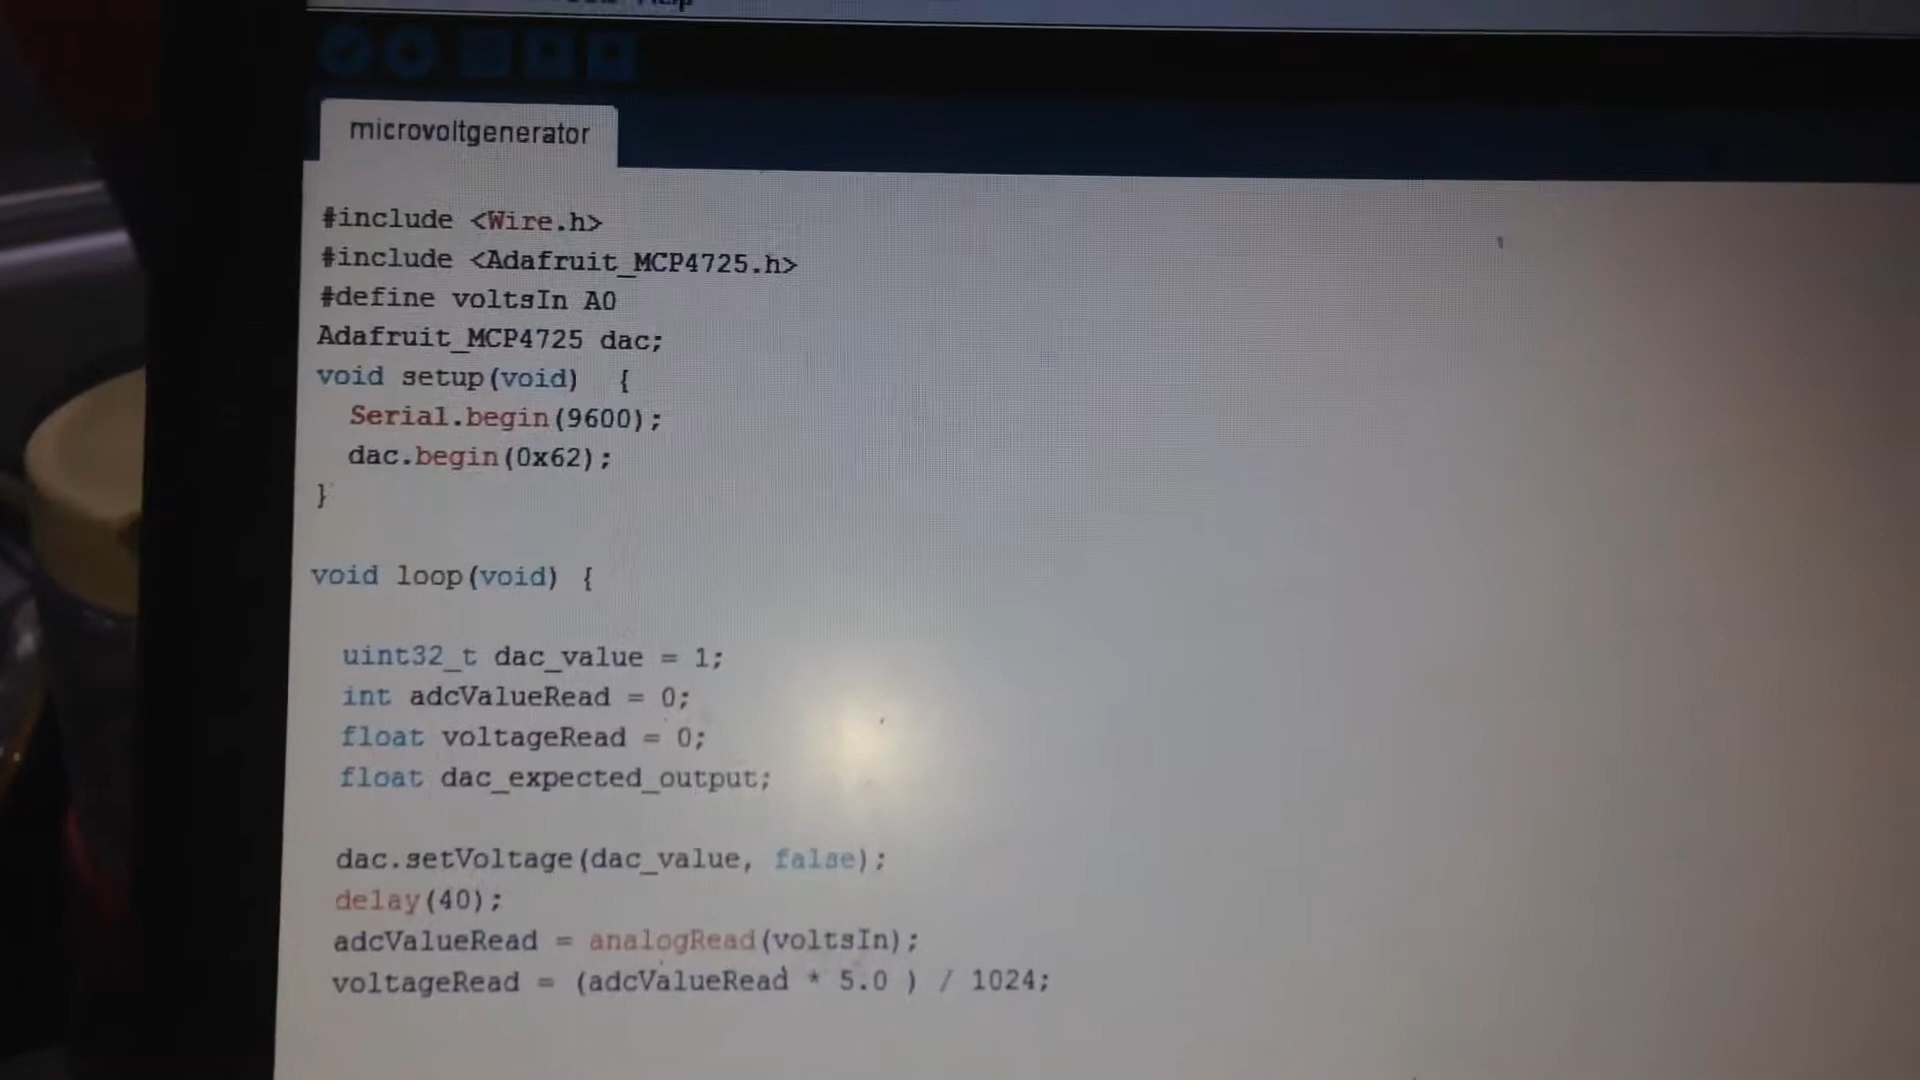 Help
microvoltgenerator
#include <Wire.h>
#include <Adafruit_MCP4725.h>
#define voltsIn A0
Adafruit_MCP4725 dac;
void setup(void)  {
  Serial.begin(9600);
  dac.begin(0x62);
}
void loop(void) {
  uint32_t dac_value = 1;
  int adcValueRead = 0;
  float voltageRead = 0;
  float dac_expected_output;
  dac.setVoltage(dac_value, false);
  delay(40);
  adcValueRead = analogRead(voltsIn);
  voltageRead = (adcValueRead * 5.0 ) / 1024;